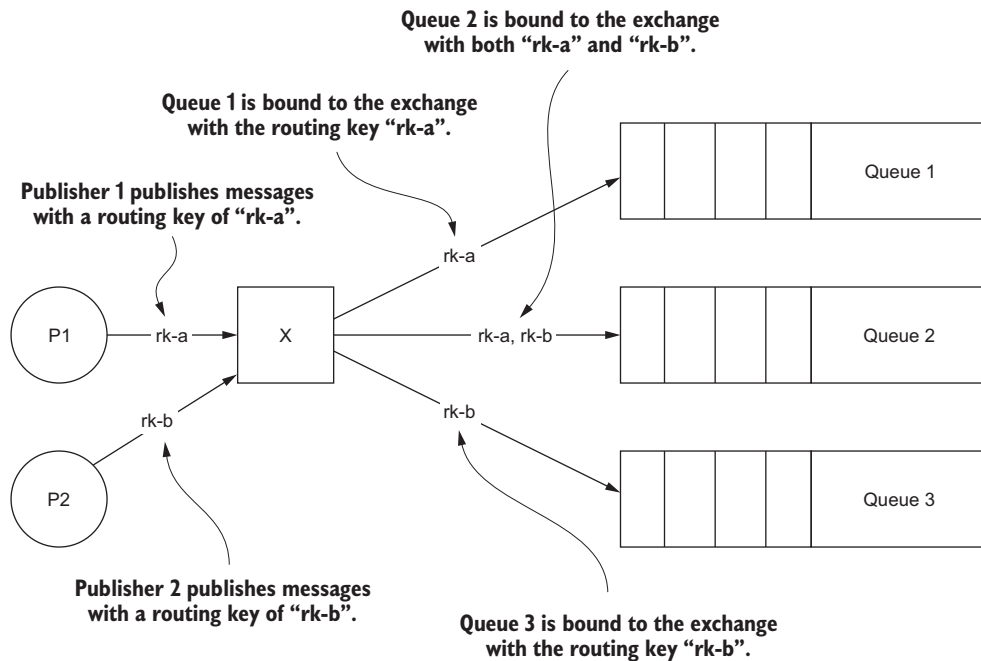 Queue 2 is bound to the exchange
with both “rk-a” and “rk-b”.
Queue 1 is bound to the exchange
with the routing key “rk-a”.
Publisher 1 publishes messages
with a routing key of “rk-a”.
Queue 1
rk-a
P1
rk-a
X
rk-a, rk-b
Queue 2
rk-b
rk-b
P2
Queue 3
Publisher 2 publishes messages
with a routing key of “rk-b”.
Queue 3 is bound to the exchange
with the routing key “rk-b”.